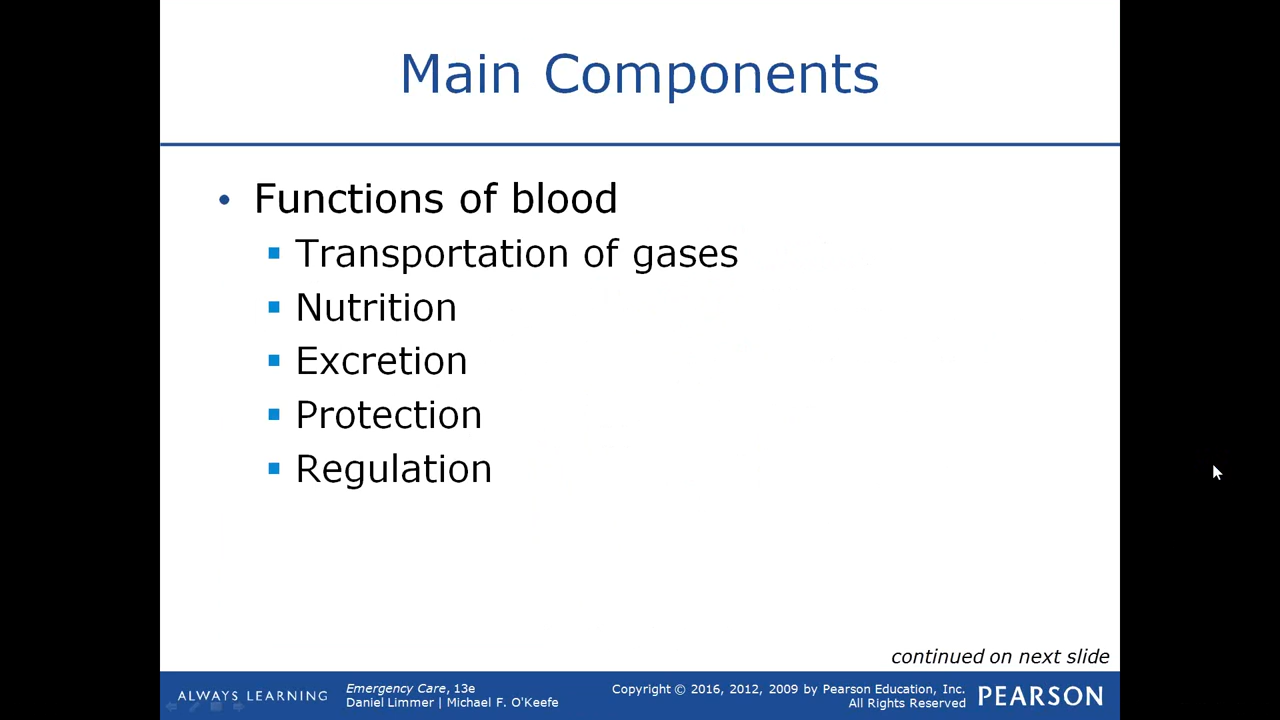 Main Components
• Functions of blood
▪ Transportation of gases
▪ Nutrition
▪ Excretion
▪ Protection
▪ Regulation
continued on next slide
ALWAYS LEARNING
Emergency Care, 13e
Daniel Limmer | Michael F. O'Keefe
Copyright © 2016, 2012, 2009 by Pearson Education, Inc.
All Rights Reserved
PEARSON